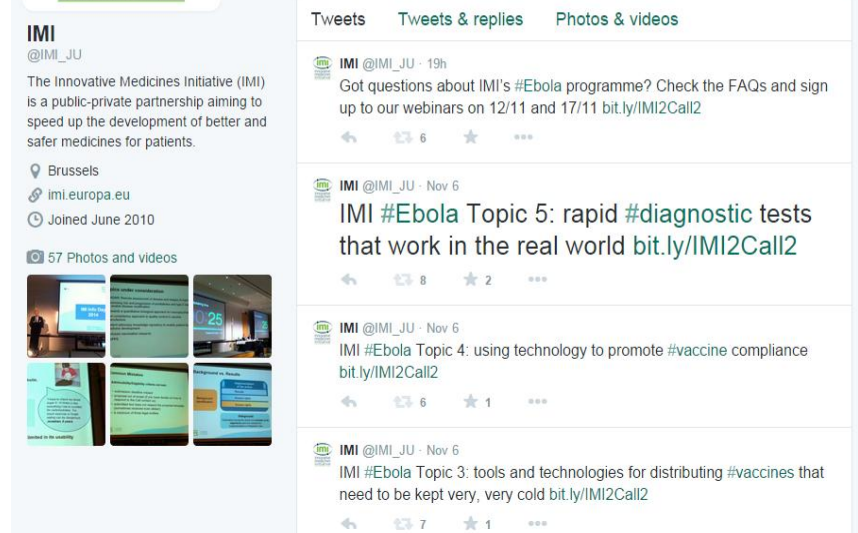 IMI
@IMI_JU
The Innovative Medicines Initiative (IMI)
is a public-private partnership aiming to
speed up the development of better and
safer medicines for patients.
Brussels
imi.europa.eu
Joined June 2010
57 Photos and videos
Tweets Tweets & replies Photos & videos
IMI @IMI_JU · 19h
Got questions about IMI's #Ebola programme? Check the FAQs and sign
up to our webinars on 12/11 and 17/11 bit.ly/IMI2Call2
6
IMI @IMI_JU · Nov 6
IMI #Ebola Topic 5: rapid #diagnostic tests
that work in the real world bit.ly/IMI2Call2
8 2
IMI @IMI_JU · Nov 6
IMI #Ebola Topic 4: using technology to promote #vaccine compliance
bit.ly/IMI2Call2
6 1
IMI @IMI_JU · Nov 6
IMI #Ebola Topic 3: tools and technologies for distributing #vaccines that
need to be kept very, very cold bit.ly/IMI2Call2
7 1